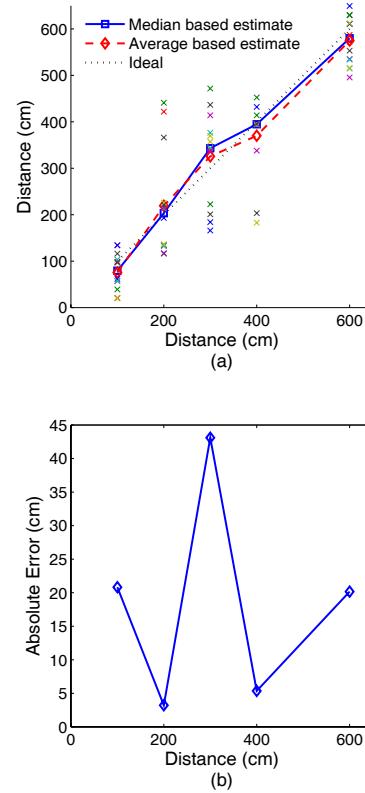 600
500
400
300
200
100
0
Distance (cm)
Median based estimate
Average based estimate
Ideal
0
200
400
600
Distance (cm)
(a)
45
40
35
30
25
20
15
10
5
0
Absolute Error (cm)
0
200
400
600
Distance (cm)
(b)